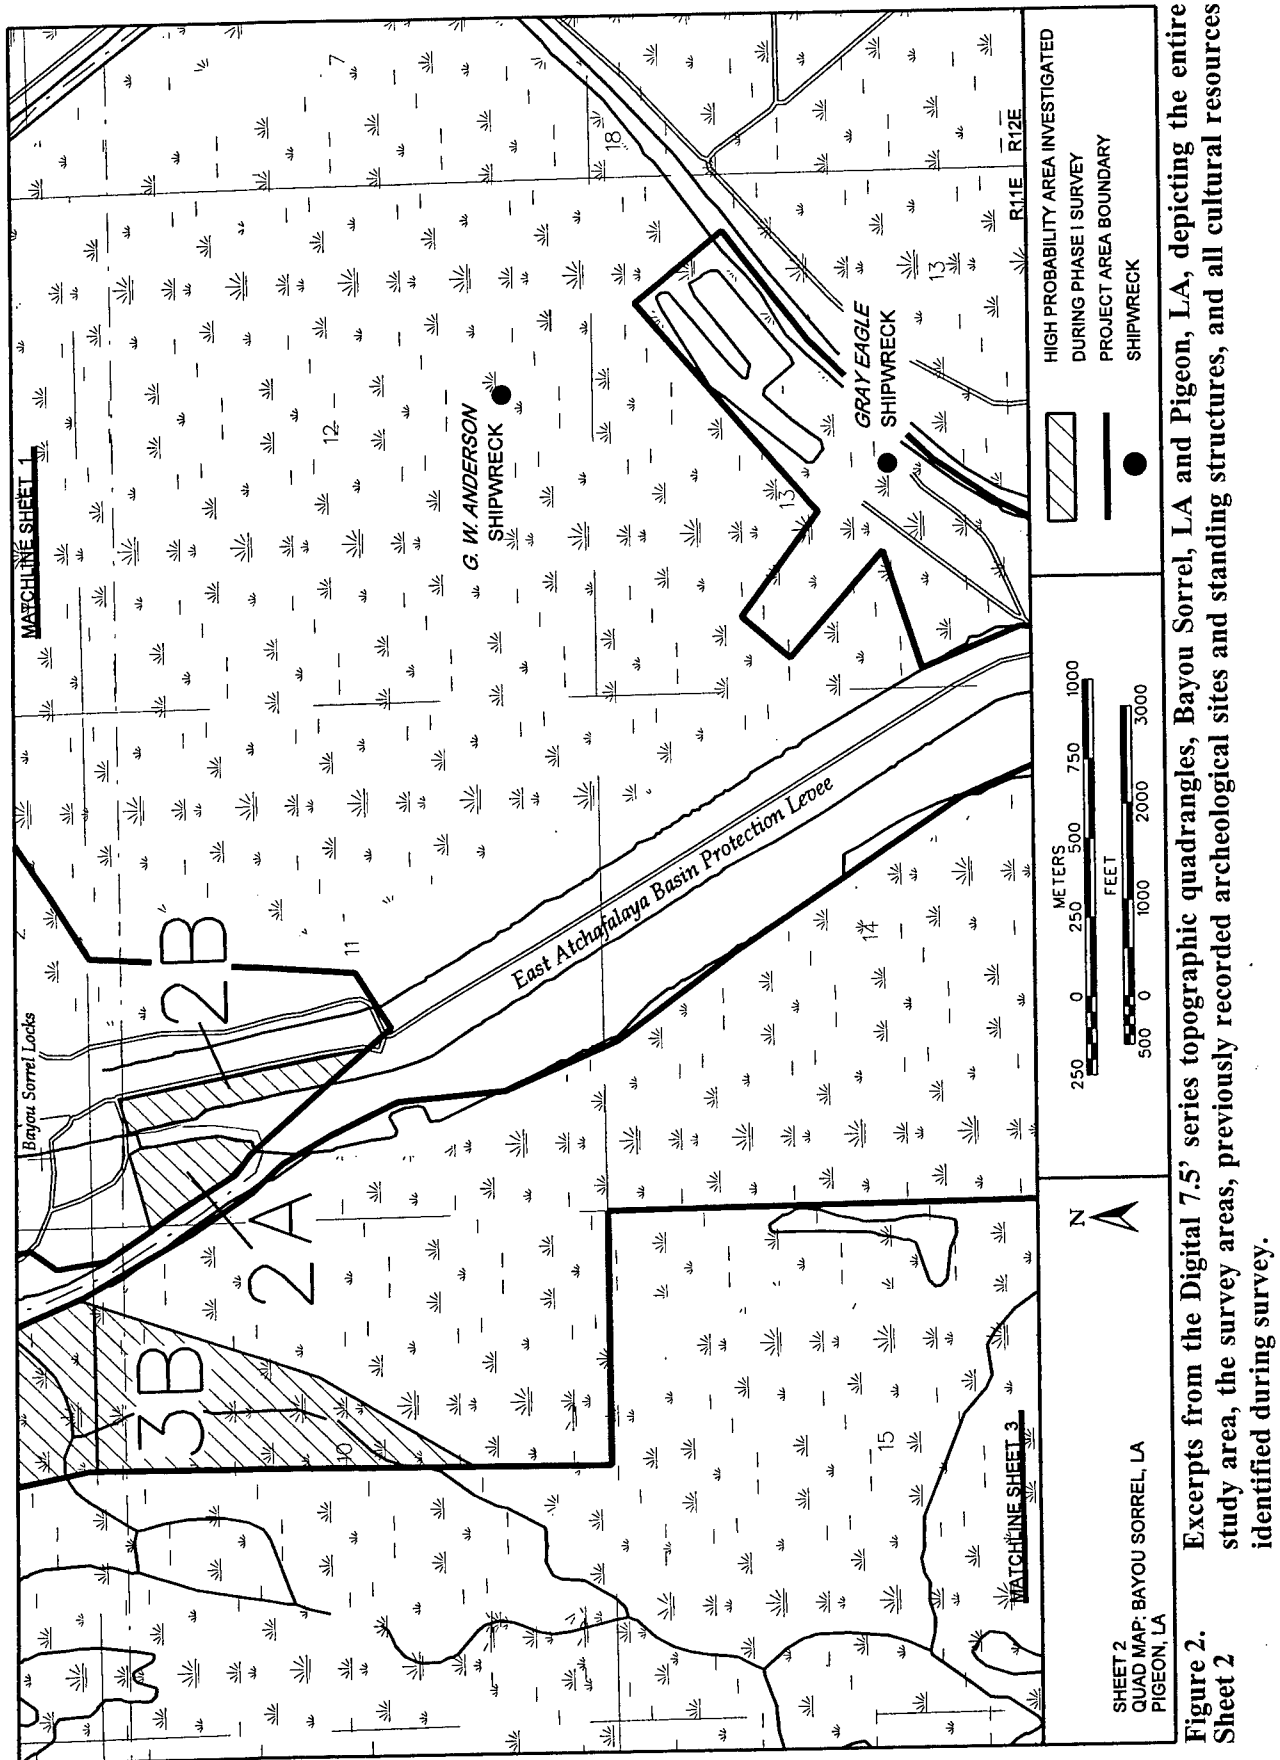 MATCHLINE SHEET 1
Bayou Sorrel Locks
2
7
2B
11
12
18
3B
2A
10
G. W. ANDERSON
SHIPWRECK
East Atchafalaya Basin Protection Levee
13
GRAY EAGLE
SHIPWRECK
14
13
15
R11E
R12E
MATCHLINE SHEET 3
SHEET 2
QUAD MAP: BAYOU SORREL, LA
PIGEON, LA
N
METERS
250 0 250 500 750 1000
FEET
500 0 1000 2000 3000
HIGH PROBABILITY AREA INVESTIGATED
DURING PHASE I SURVEY
PROJECT AREA BOUNDARY
SHIPWRECK
Figure 2. Excerpts from the Digital 7.5' series topographic quadrangles, Bayou Sorrel, LA and Pigeon, LA, depicting the entire
Sheet 2 study area, the survey areas, previously recorded archeological sites and standing structures, and all cultural resources
identified during survey.